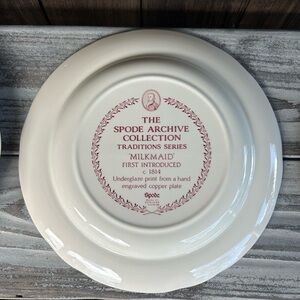 THE
SPODE ARCHIVE
COLLECTION
TRADITIONS SERIES
'MILKMAID'
FIRST INTRODUCED
c. 1814
Underglaze print from a hand
engraved copper plate
Spode